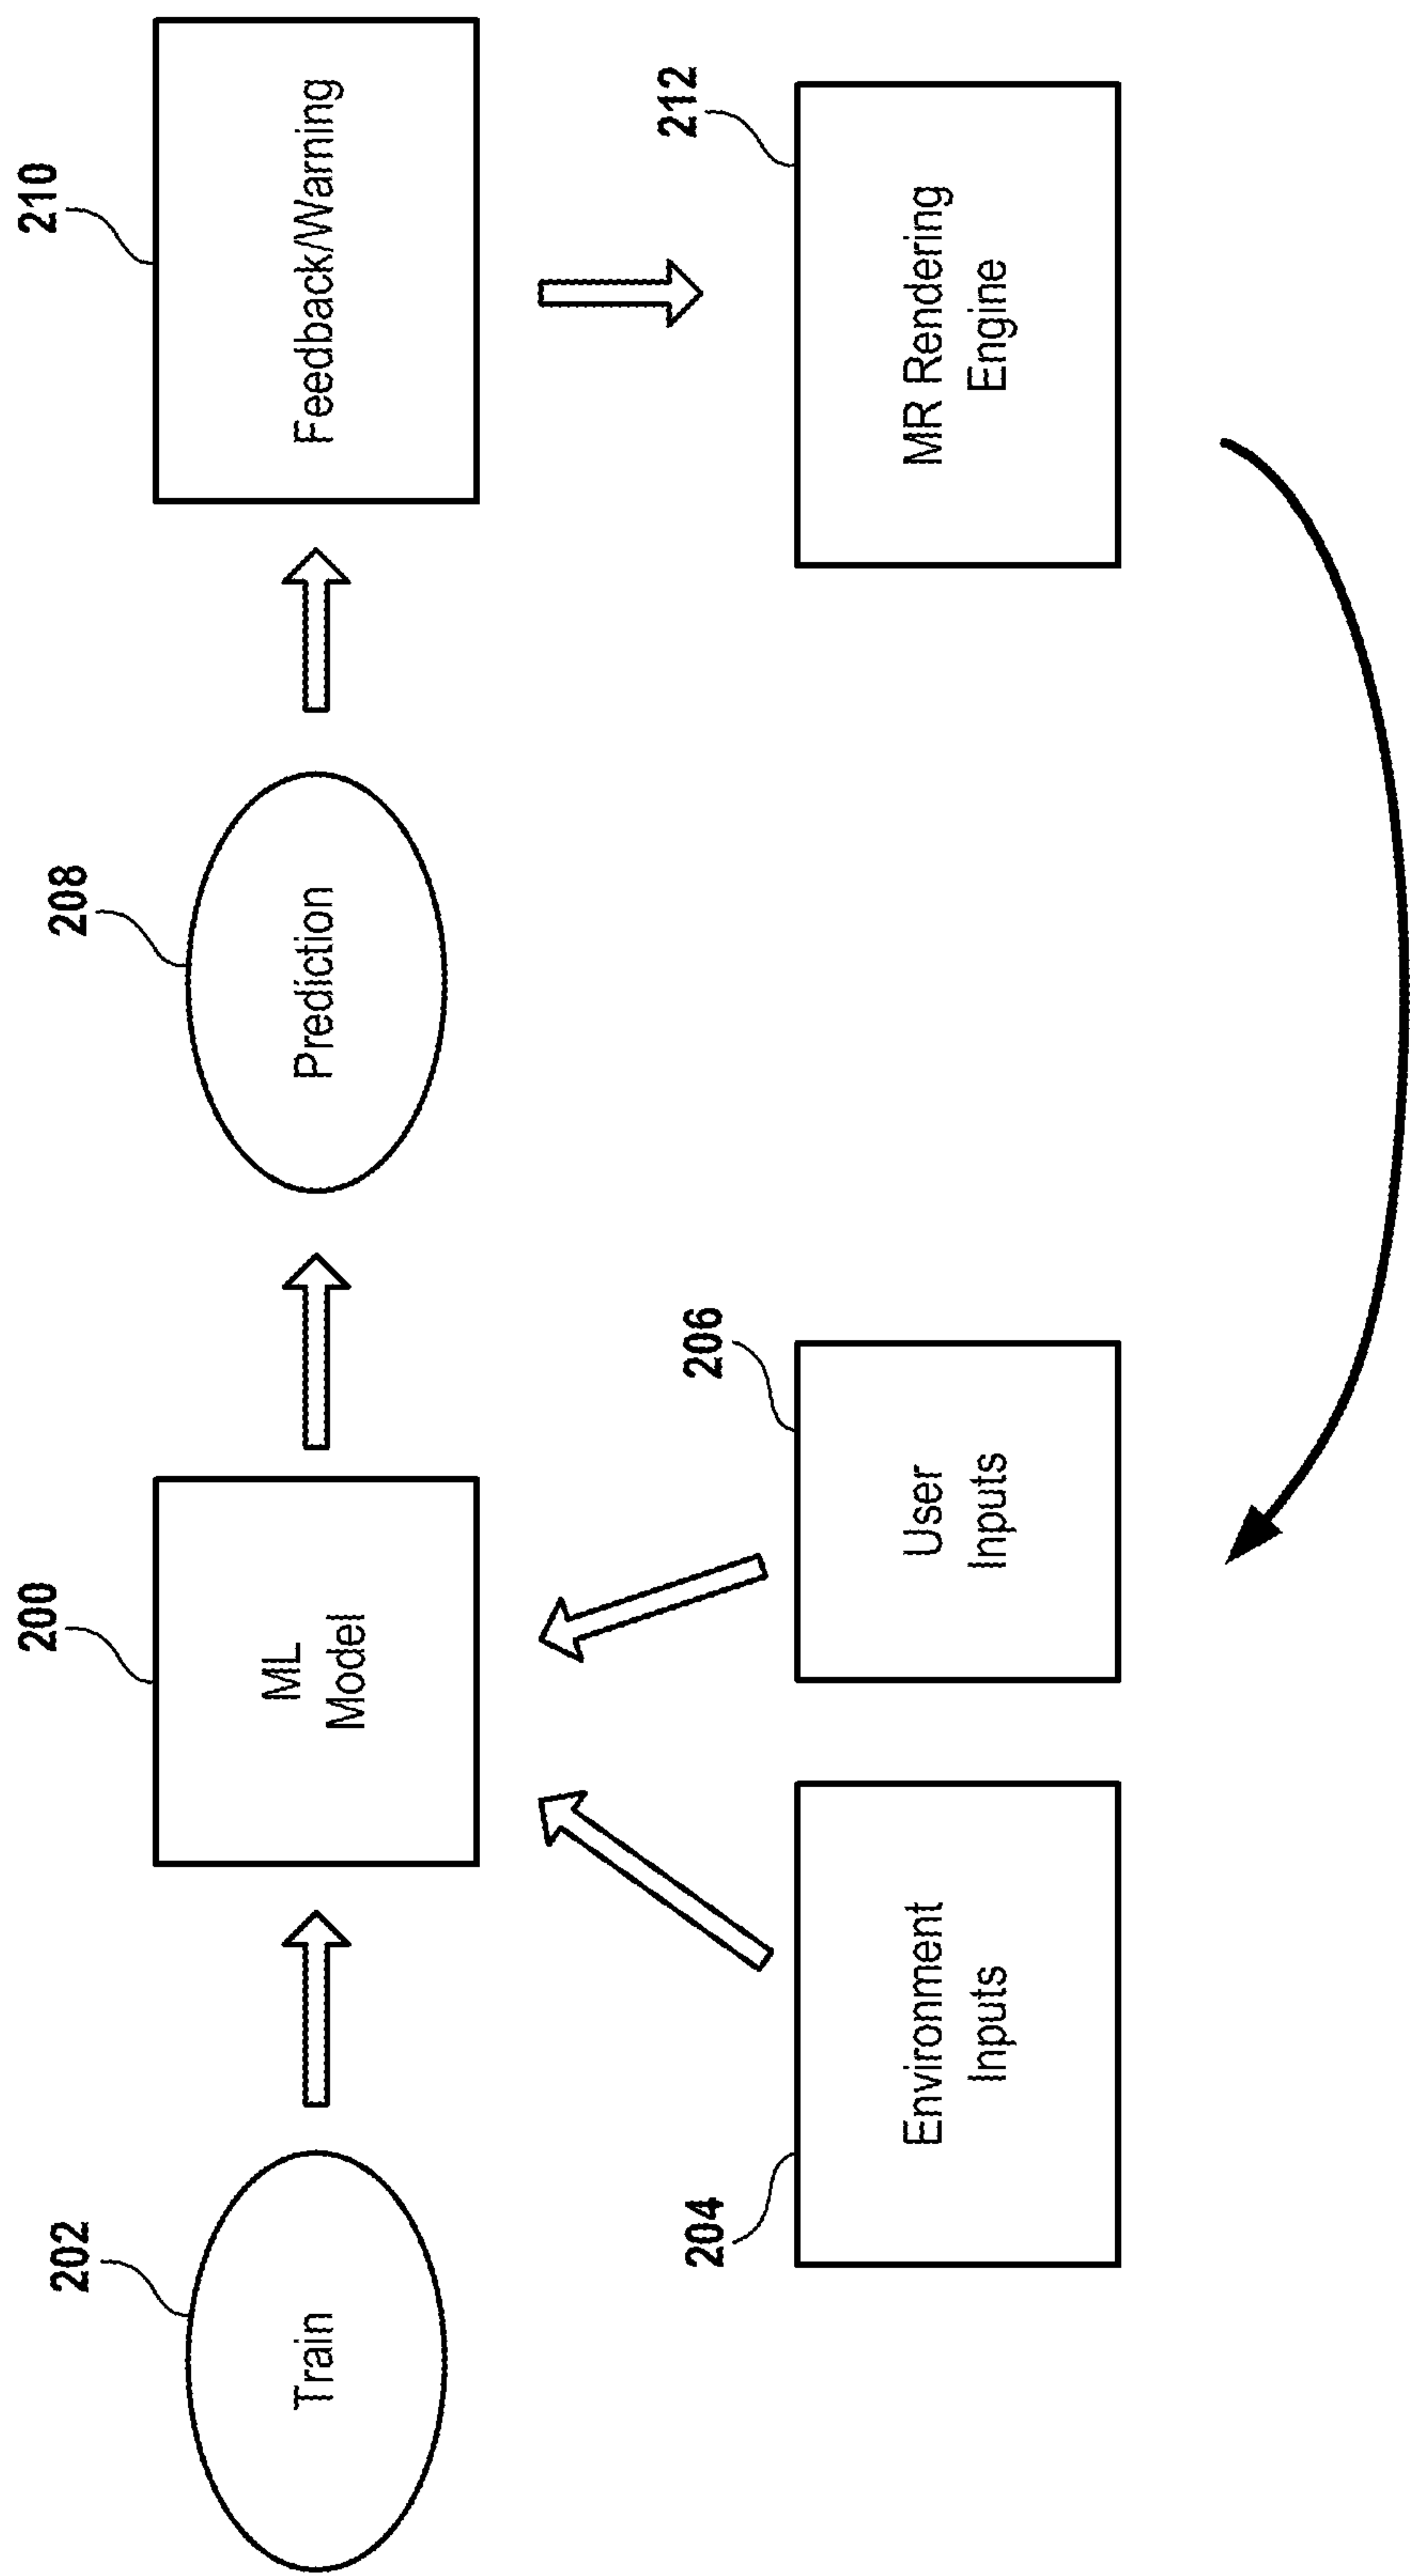 202
Train
200
ML
Model
208
Prediction
210
Feedback/Warning
204
Environment
Inputs
206
User
Inputs
212
MR Rendering
Engine